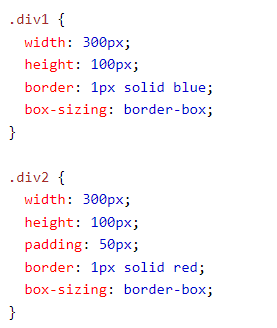 .div1 {
  width: 300px;
  height: 100px;
  border: 1px solid blue;
  box-sizing: border-box;
}

.div2 {
  width: 300px;
  height: 100px;
  padding: 50px;
  border: 1px solid red;
  box-sizing: border-box;
}